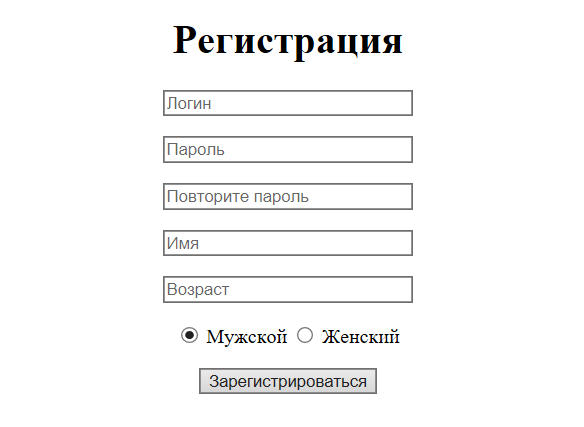 Регистрация
Логин
Пароль
Повторите пароль
Имя
Возраст
Мужской Женский
Зарегистрироваться